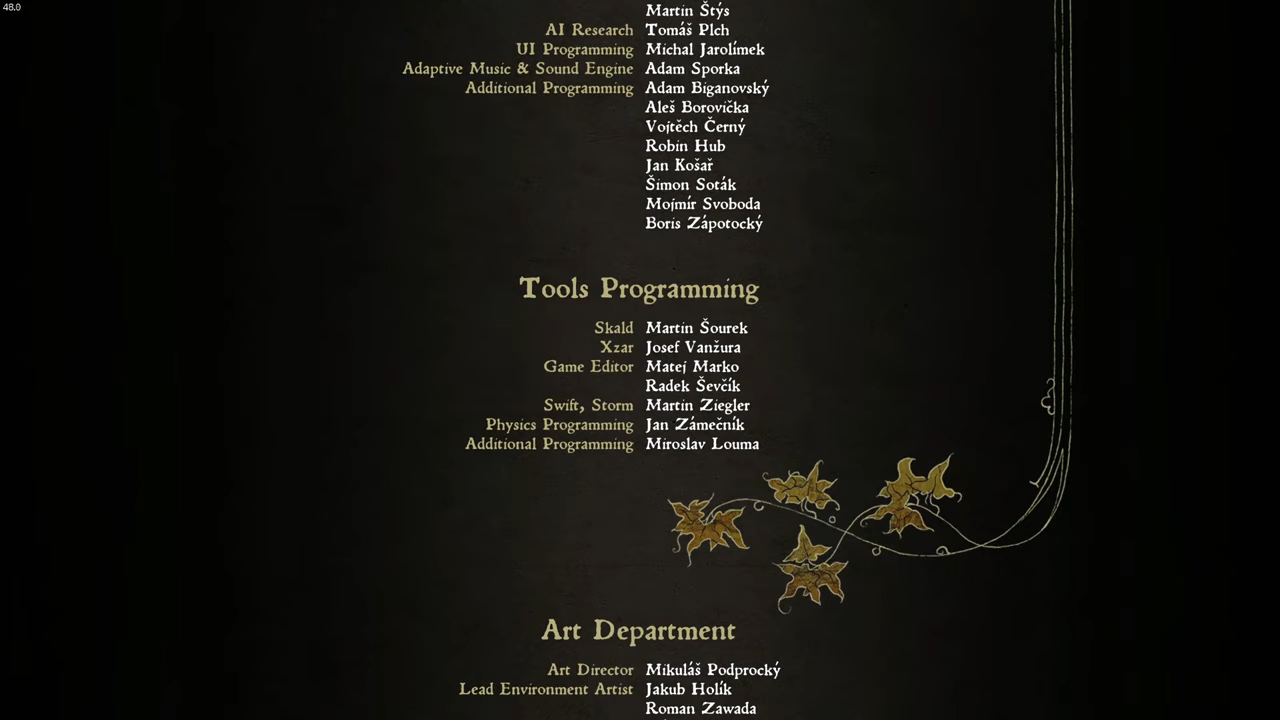 48.0
Martin Štýs
AI Research Tomáš Plch
UI Programming Michal Jarolímek
Adaptive Music & Sound Engine Adam Sporka
Additional Programming Adam Biganovský
Aleš Borovička
Vojtěch Černý
Robin Hub
Jan Košař
Šimon Soták
Mojmír Svoboda
Boris Zápotocký
Tools Programming
Skald Martin Šourek
Xzar Josef Vanžura
Game Editor Matej Marko
Radek Ševčík
Swift, Storm Martin Ziegler
Physics Programming Jan Zámečník
Additional Programming Miroslav Louma
Art Department
Art Director Mikuláš Podprocký
Lead Environment Artist Jakub Holík
Roman Zawada